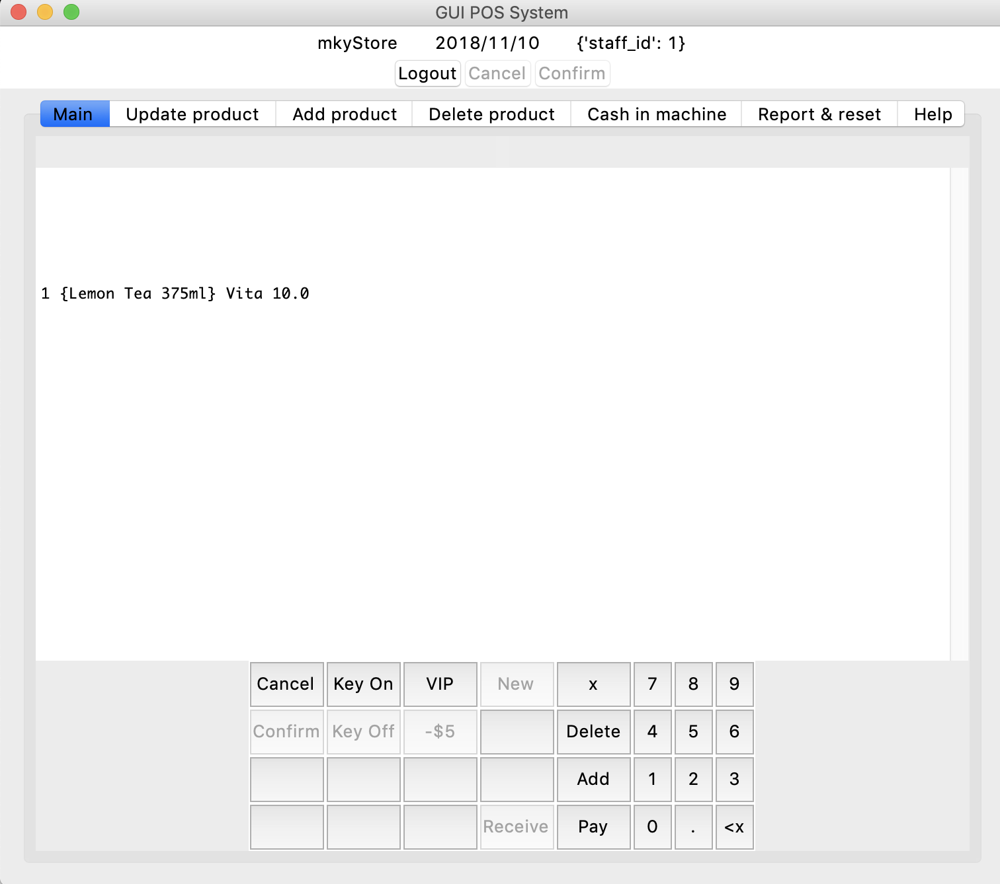 GUI POS System
mkyStore 2018/11/10 {'staff_id': 1}
Logout Cancel Confirm
Main Update product Add product Delete product Cash in machine Report & reset Help
1 {Lemon Tea 375ml} Vita 10.0
Cancel Key On VIP New x 7 8 9
Confirm Key Off -$5 Delete 4 5 6
Add 1 2 3
Receive Pay 0 . <x